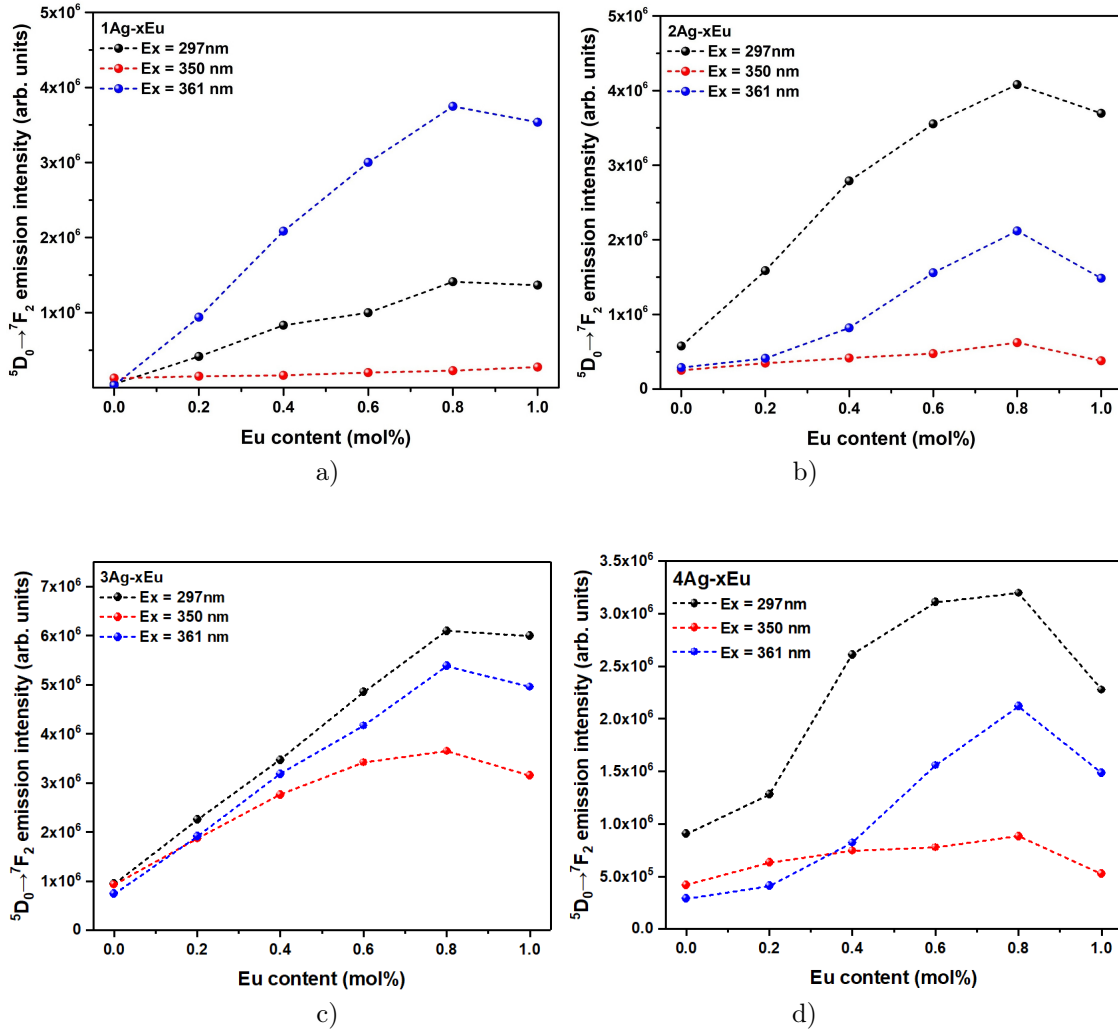 1Ag-xEu
Ex = 297nm
Ex = 350 nm
Ex = 361 nm
5x10⁶
4x10⁶
3x10⁶
2x10⁶
1x10⁶
⁵D₀→⁷F₂ emission intensity (arb. units)
0.0 0.2 0.4 0.6 0.8 1.0
Eu content (mol%)
a)
2Ag-xEu
Ex = 297nm
Ex = 350 nm
Ex = 361 nm
5x10⁶
4x10⁶
3x10⁶
2x10⁶
1x10⁶
0
⁵D₀→⁷F₂ emission intensity (arb. units)
0.0 0.2 0.4 0.6 0.8 1.0
Eu content (mol%)
b)
3Ag-xEu
Ex = 297nm
Ex = 350 nm
Ex = 361 nm
7x10⁶
6x10⁶
5x10⁶
4x10⁶
3x10⁶
2x10⁶
1x10⁶
0
⁵D₀→⁷F₂ emission intensity (arb. units)
0.0 0.2 0.4 0.6 0.8 1.0
Eu content (mol%)
c)
4Ag-xEu
Ex = 297nm
Ex = 350 nm
Ex = 361 nm
3.5x10⁶
3.0x10⁶
2.5x10⁶
2.0x10⁶
1.5x10⁶
1.0x10⁶
5.0x10⁵
0.0
⁵D₀→⁷F₂ emission intensity (arb. units)
0.0 0.2 0.4 0.6 0.8 1.0
Eu content (mol%)
d)